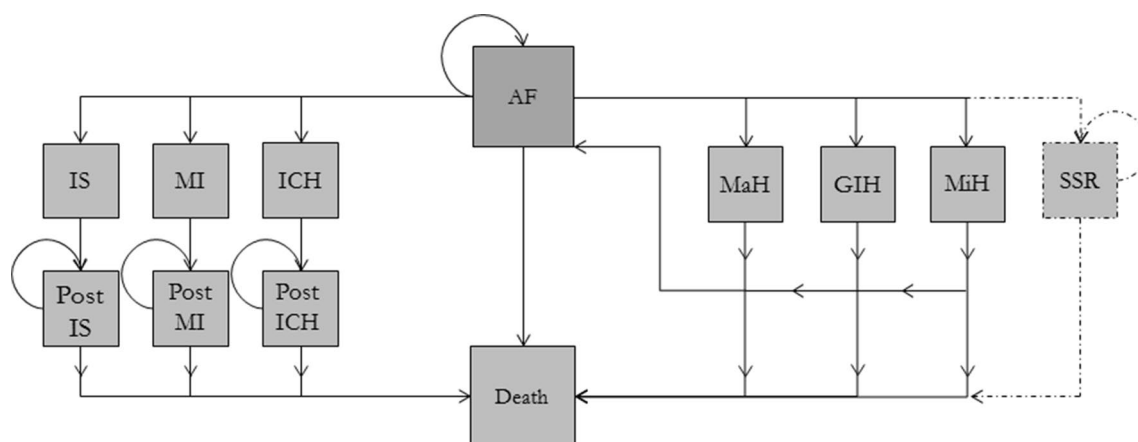 AF
IS
MI
ICH
MaH
GIH
MiH
SSR
Post
IS
Post
MI
Post
ICH
Death